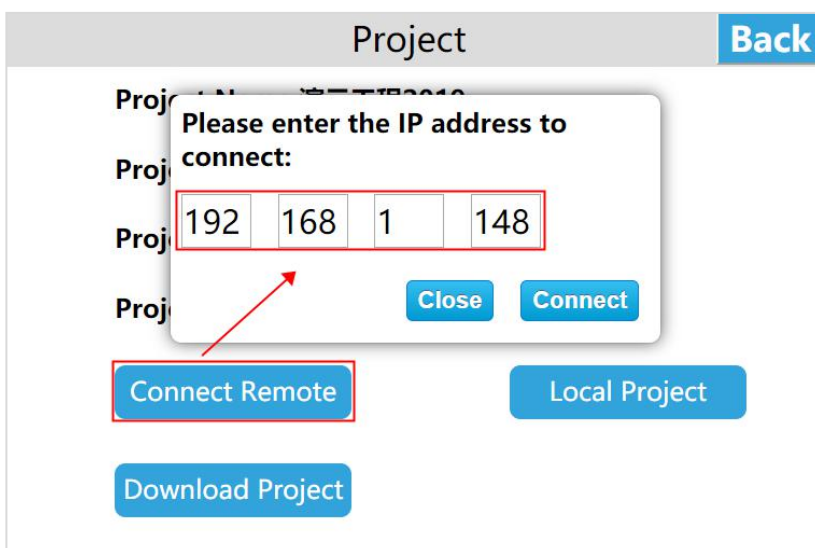 Project
Back
Please enter the IP address to
connect:
192 168 1 148
Close Connect
Connect Remote Local Project
Download Project